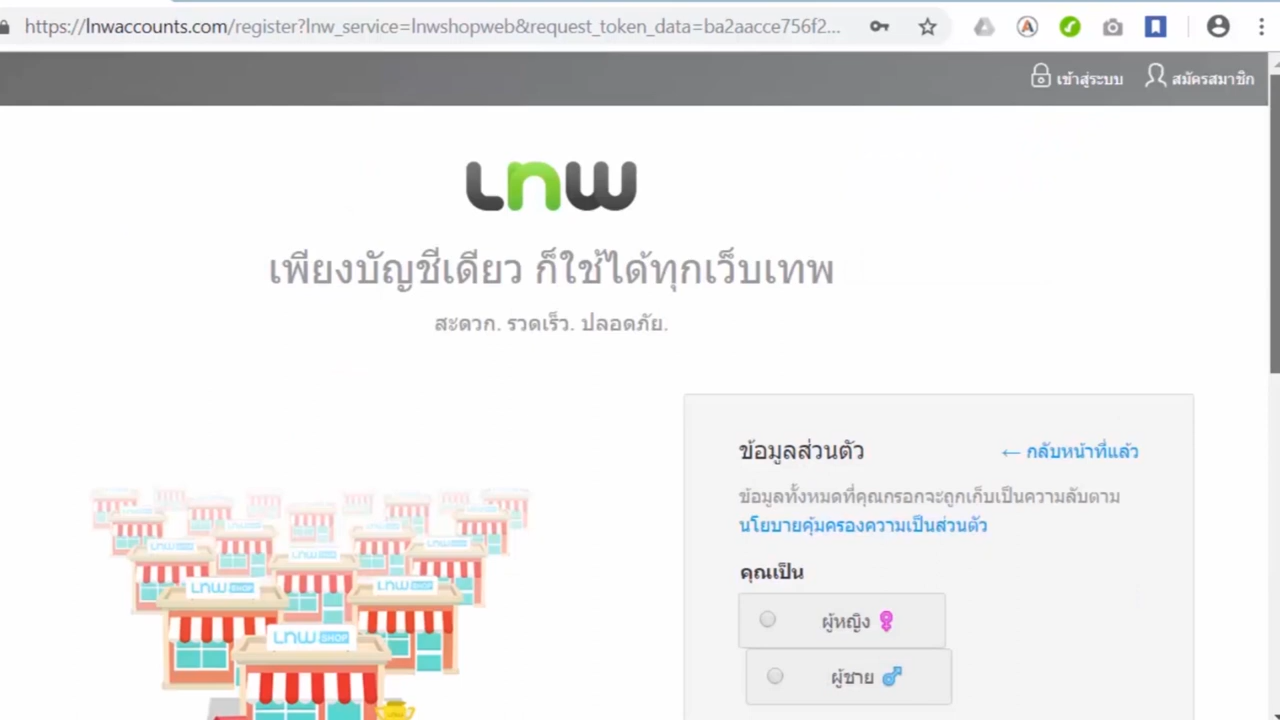 https://lnwaccounts.com/register?lnw_service=lnwshopweb&request_token_data=ba2aacce756f2...
เข้าสู่ระบบ สมัครสมาชิก
lnw
เพียงบัญชีเดียว ก็ใช้ได้ทุกเว็บเทพ
สะดวก. รวดเร็ว. ปลอดภัย.
ข้อมูลส่วนตัว ← กลับหน้าที่แล้ว
ข้อมูลทั้งหมดที่คุณกรอกจะถูกเก็บเป็นความลับตาม
นโยบายคุ้มครองความเป็นส่วนตัว
คุณเป็น
ผู้หญิง
ผู้ชาย
LNW SHOP
LNW SHOP
LNW SHOP